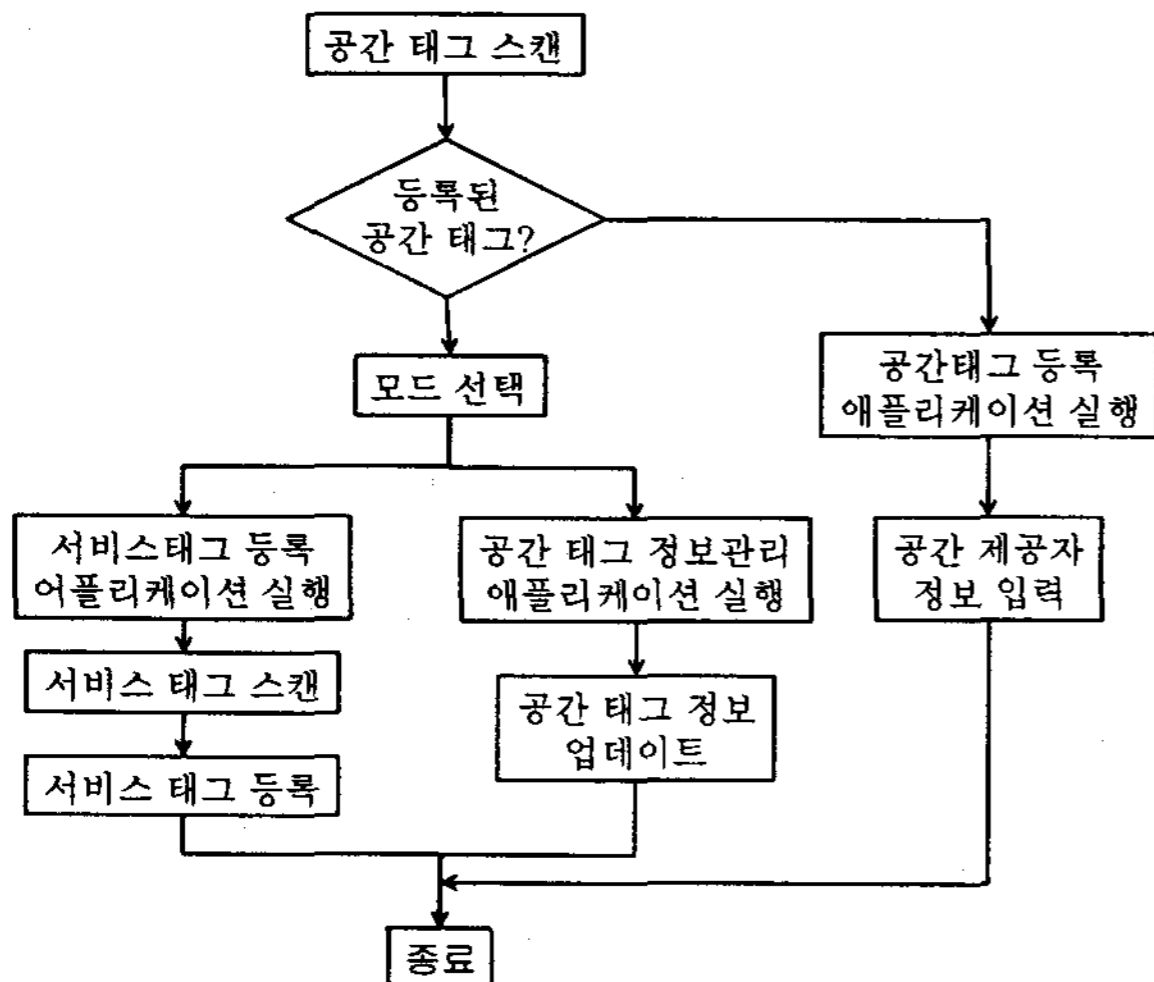 공간 태그 스캔
등록된
공간 태그?
모드 선택
공간태그 등록
애플리케이션 실행
서비스태그 등록
어플리케이션 실행
공간 태그 정보관리
애플리케이션 실행
공간 제공자
정보 입력
서비스 태그 스캔
공간 태그 정보
업데이트
서비스 태그 등록
종료